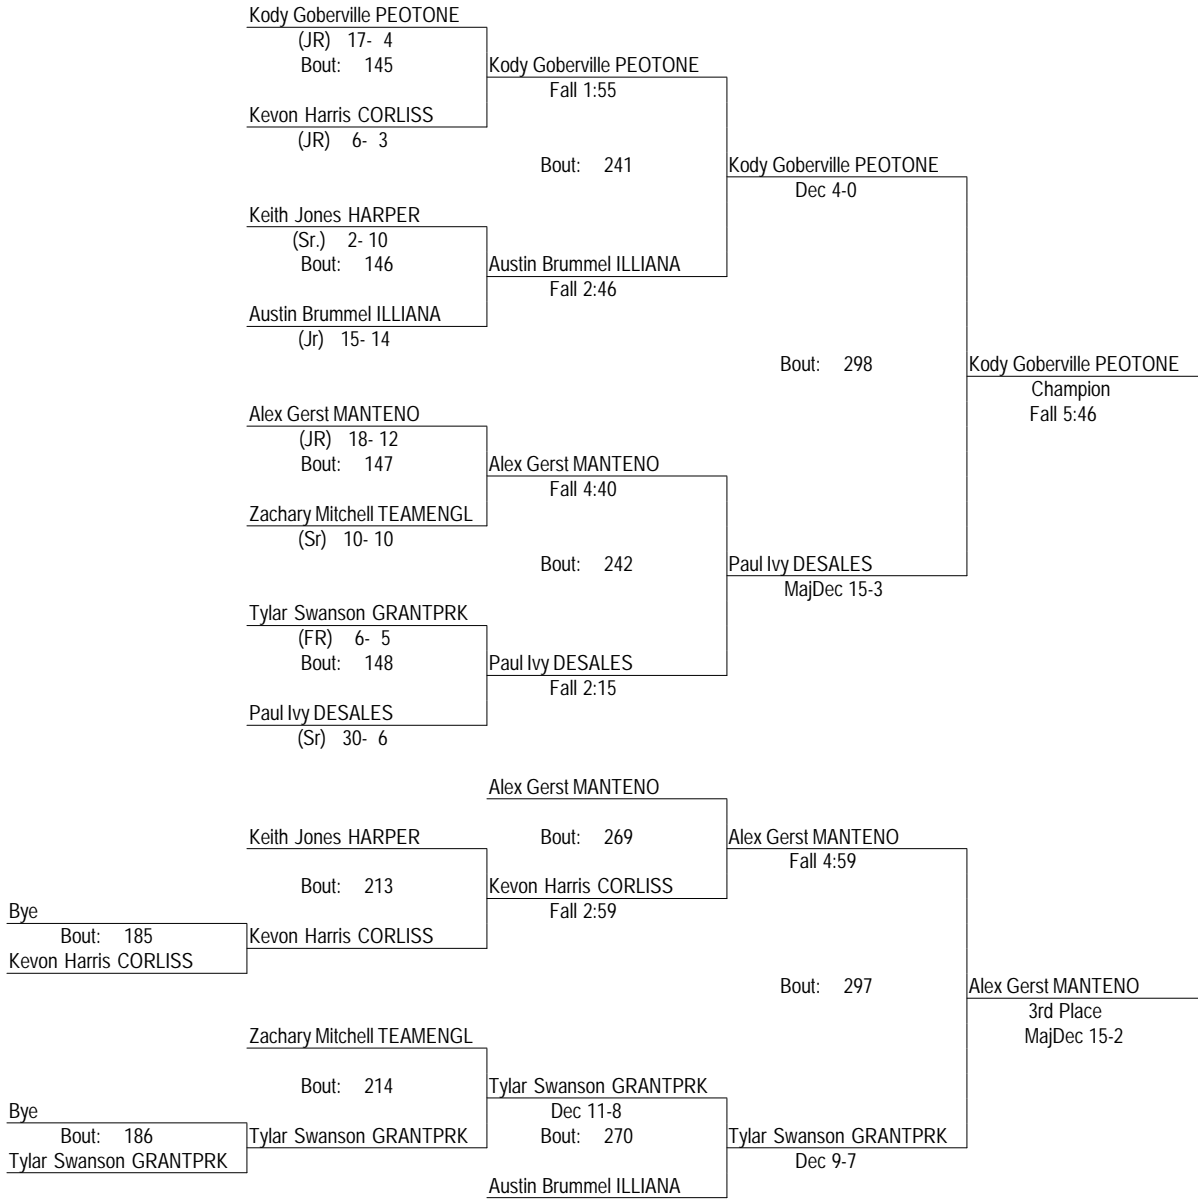 Kody Goberville PEOTONE
(JR) 17- 4
Bout: 145
Kody Goberville PEOTONE
Fall 1:55
Kevon Harris CORLISS
(JR) 6- 3
Bout: 241
Kody Goberville PEOTONE
Dec 4-0
Keith Jones HARPER
(Sr.) 2- 10
Bout: 146
Austin Brummel ILLIANA
Fall 2:46
Austin Brummel ILLIANA
(Jr) 15- 14
Bout: 298
Kody Goberville PEOTONE
Champion
Fall 5:46
Alex Gerst MANTENO
(JR) 18- 12
Bout: 147
Alex Gerst MANTENO
Fall 4:40
Zachary Mitchell TEAMENGL
(Sr) 10- 10
Bout: 242
Paul Ivy DESALES
MajDec 15-3
Tylar Swanson GRANTPRK
(FR) 6- 5
Bout: 148
Paul Ivy DESALES
Fall 2:15
Paul Ivy DESALES
(Sr) 30- 6
Alex Gerst MANTENO
Keith Jones HARPER
Bout: 269
Alex Gerst MANTENO
Fall 4:59
Bout: 213
Kevon Harris CORLISS
Fall 2:59
Bye
Bout: 185
Kevon Harris CORLISS
Kevon Harris CORLISS
Bout: 297
Alex Gerst MANTENO
3rd Place
MajDec 15-2
Zachary Mitchell TEAMENGL
Bout: 214
Tylar Swanson GRANTPRK
Dec 11-8
Bye
Bout: 186
Tylar Swanson GRANTPRK
Tylar Swanson GRANTPRK
Bout: 270
Tylar Swanson GRANTPRK
Dec 9-7
Austin Brummel ILLIANA